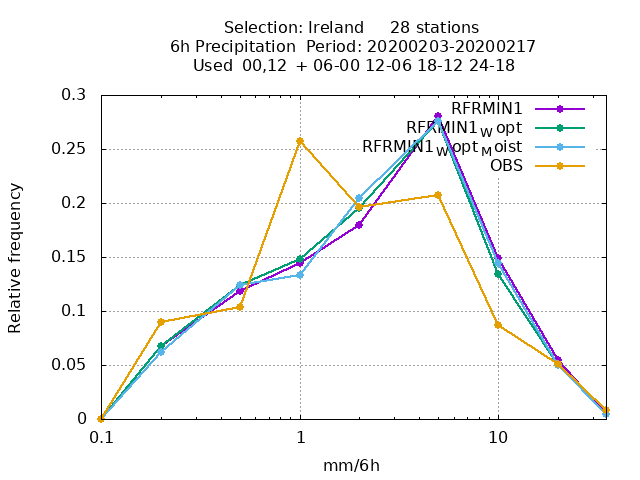 Selection: Ireland 28 stations
6h Precipitation Period: 20200203-20200217
Used 00,12 + 06-00 12-06 18-12 24-18
0.3
RFRMIN1
RFRMIN1_W opt
RFRMIN1_W opt_M oist
OBS
0.25
0.2
0.15
0.1
0.05
0
Relative frequency
0.1 1 10
mm/6h